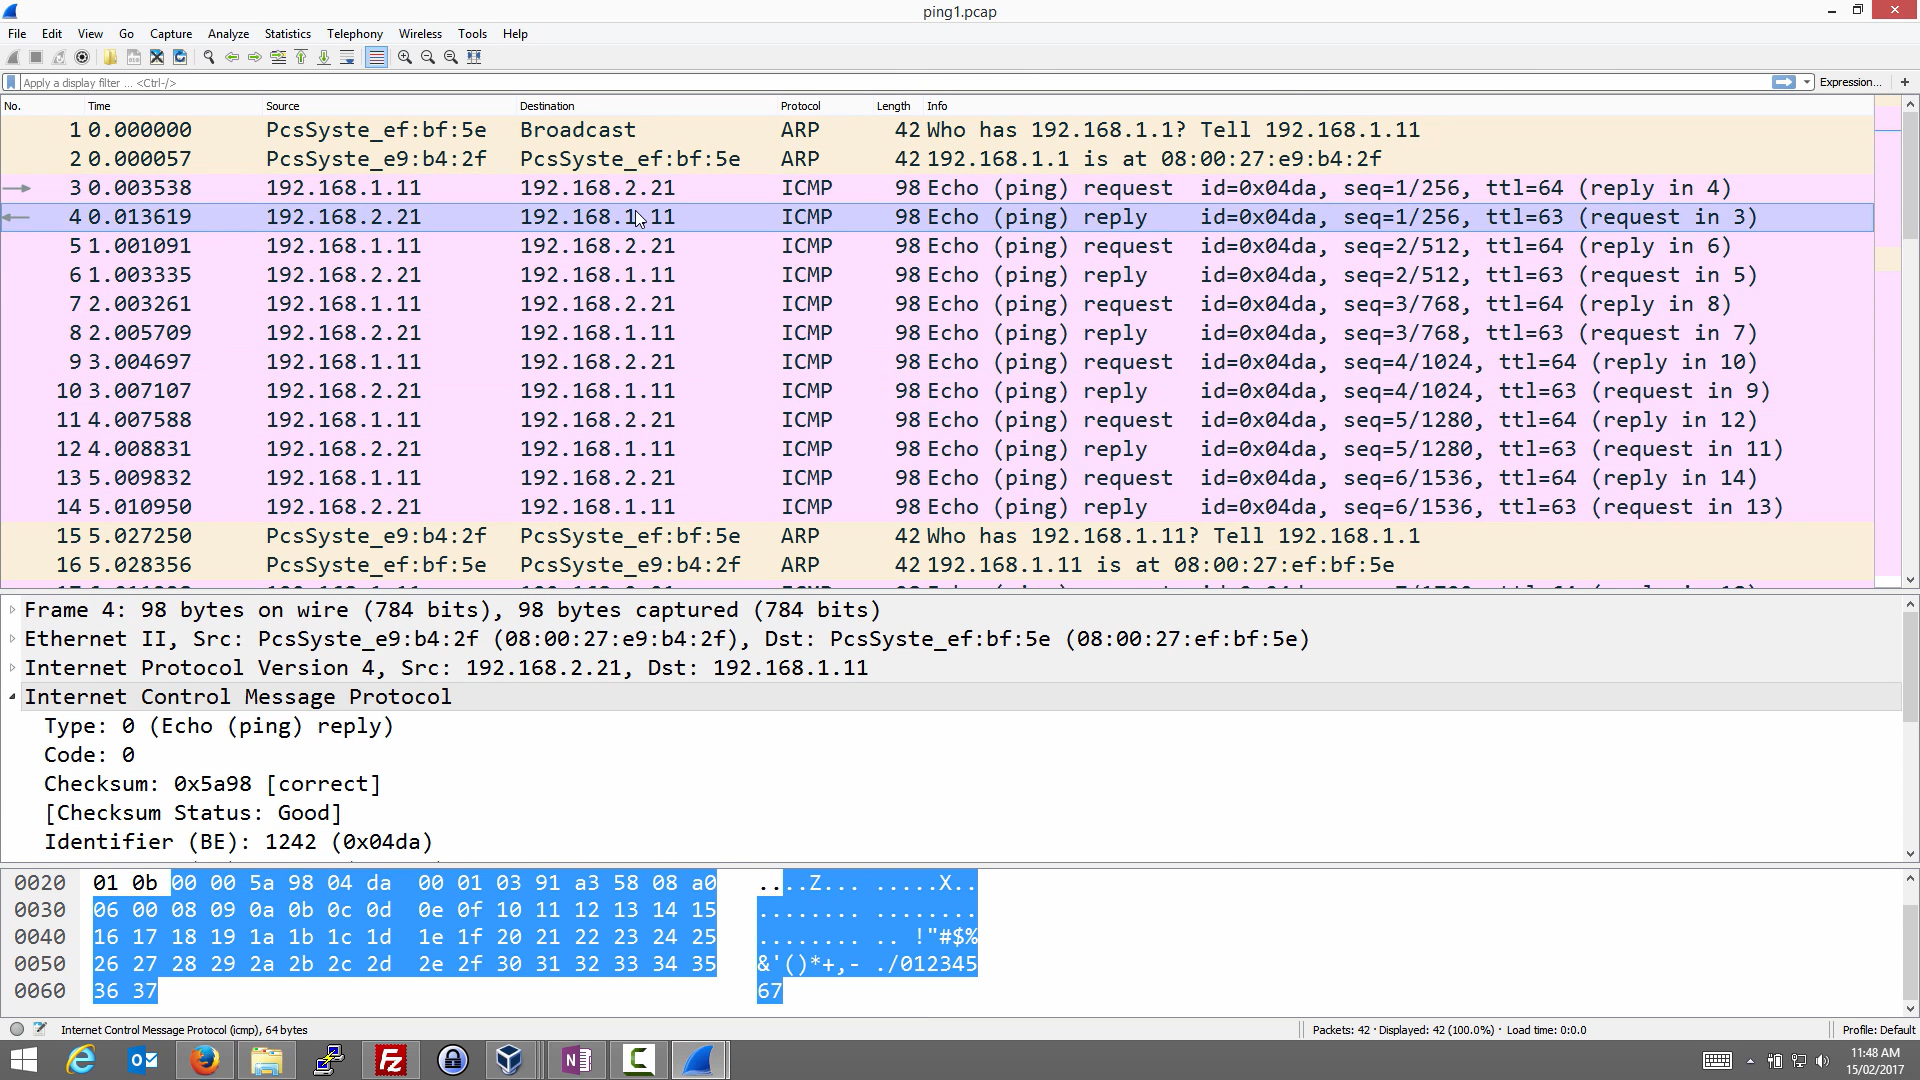 ping1.pcap
File Edit View Go Capture Analyze Statistics Telephony Wireless Tools Help
Apply a display filter ... <Ctrl-/>
Expression... +
No. Time Source Destination Protocol Length Info
1 0.000000 PcsSyste_ef:bf:5e Broadcast ARP 42 Who has 192.168.1.1? Tell 192.168.1.11
2 0.000057 PcsSyste_e9:b4:2f PcsSyste_ef:bf:5e ARP 42 192.168.1.1 is at 08:00:27:e9:b4:2f
3 0.003538 192.168.1.11 192.168.2.21 ICMP 98 Echo (ping) request id=0x04da, seq=1/256, ttl=64 (reply in 4)
4 0.013619 192.168.2.21 192.168.1.11 ICMP 98 Echo (ping) reply id=0x04da, seq=1/256, ttl=63 (request in 3)
5 1.001091 192.168.1.11 192.168.2.21 ICMP 98 Echo (ping) request id=0x04da, seq=2/512, ttl=64 (reply in 6)
6 1.003335 192.168.2.21 192.168.1.11 ICMP 98 Echo (ping) reply id=0x04da, seq=2/512, ttl=63 (request in 5)
7 2.003261 192.168.1.11 192.168.2.21 ICMP 98 Echo (ping) request id=0x04da, seq=3/768, ttl=64 (reply in 8)
8 2.005709 192.168.2.21 192.168.1.11 ICMP 98 Echo (ping) reply id=0x04da, seq=3/768, ttl=63 (request in 7)
9 3.004697 192.168.1.11 192.168.2.21 ICMP 98 Echo (ping) request id=0x04da, seq=4/1024, ttl=64 (reply in 10)
10 3.007107 192.168.2.21 192.168.1.11 ICMP 98 Echo (ping) reply id=0x04da, seq=4/1024, ttl=63 (request in 9)
11 4.007588 192.168.1.11 192.168.2.21 ICMP 98 Echo (ping) request id=0x04da, seq=5/1280, ttl=64 (reply in 12)
12 4.008831 192.168.2.21 192.168.1.11 ICMP 98 Echo (ping) reply id=0x04da, seq=5/1280, ttl=63 (request in 11)
13 5.009832 192.168.1.11 192.168.2.21 ICMP 98 Echo (ping) request id=0x04da, seq=6/1536, ttl=64 (reply in 14)
14 5.010950 192.168.2.21 192.168.1.11 ICMP 98 Echo (ping) reply id=0x04da, seq=6/1536, ttl=63 (request in 13)
15 5.027250 PcsSyste_e9:b4:2f PcsSyste_ef:bf:5e ARP 42 Who has 192.168.1.11? Tell 192.168.1.1
16 5.028356 PcsSyste_ef:bf:5e PcsSyste_e9:b4:2f ARP 42 192.168.1.11 is at 08:00:27:ef:bf:5e
Frame 4: 98 bytes on wire (784 bits), 98 bytes captured (784 bits)
Ethernet II, Src: PcsSyste_e9:b4:2f (08:00:27:e9:b4:2f), Dst: PcsSyste_ef:bf:5e (08:00:27:ef:bf:5e)
Internet Protocol Version 4, Src: 192.168.2.21, Dst: 192.168.1.11
Internet Control Message Protocol
Type: 0 (Echo (ping) reply)
Code: 0
Checksum: 0x5a98 [correct]
[Checksum Status: Good]
Identifier (BE): 1242 (0x04da)
0020 01 0b 00 00 5a 98 04 da 00 01 03 91 a3 58 08 a0 ....Z... .....X..
0030 06 00 08 09 0a 0b 0c 0d 0e 0f 10 11 12 13 14 15 ........ ........
0040 16 17 18 19 1a 1b 1c 1d 1e 1f 20 21 22 23 24 25 ........ .. !"#$%
0050 26 27 28 29 2a 2b 2c 2d 2e 2f 30 31 32 33 34 35 &'()*+,- ./012345
0060 36 37 67
Internet Control Message Protocol (icmp), 64 bytes
Packets: 42 · Displayed: 42 (100.0%) · Load time: 0:0.0
Profile: Default
11:48 AM
15/02/2017